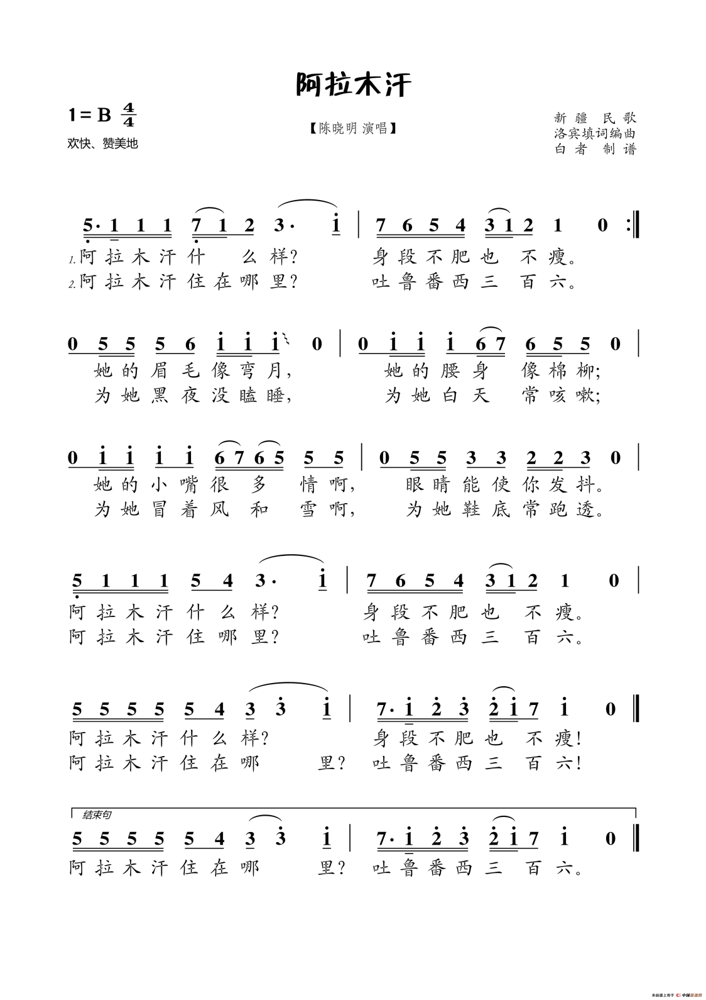 阿拉木汗
1= B 4/4
【陈晓明 演唱】
新疆 民歌
欢快、赞美地
洛宾填词编曲
白者 制谱
5· 1 1 1 7 1 2 3· i | 7 6 5 4 3 1 2 1 0 :|
1.阿拉木汗什 么样? 身段不肥也 不瘦。
2.阿拉木汗住在哪里? 吐鲁番西三 百六。
0 5 5 5 6 i i i 0 | 0 i i i 6 7 6 5 5 0 |
她的眉毛像弯月, 她的腰身 像棉柳;
为她黑夜没瞌睡, 为她白天 常咳嗽;
0 i i i i 6 7 6 5 5 5 | 0 5 5 3 3 2 2 3 0 |
她的小嘴很 多 情啊, 眼睛能使你发抖。
为她冒着风 和 雪啊, 为她鞋底常跑透。
5 1 1 1 5 4 3· i | 7 6 5 4 3 1 2 1 0 |
阿拉木汗什么样? 身段不肥也 不瘦。
阿拉木汗住哪里? 吐鲁番西三 百六。
5 5 5 5 5 4 3 3̇ i | 7· i 2̇ 3̇ 2̇ i 7 i 0 ‖
阿拉木汗什么样? 身段不肥也 不瘦!
阿拉木汗住在哪 里? 吐鲁番西三 百六!
结束句
5 5 5 5 5 4 3 3̇ i | 7· i 2̇ 3̇ 2̇ i 7 i 0 ‖
阿拉木汗住在哪 里? 吐鲁番西三 百六。
本曲谱上传于 中国曲谱网